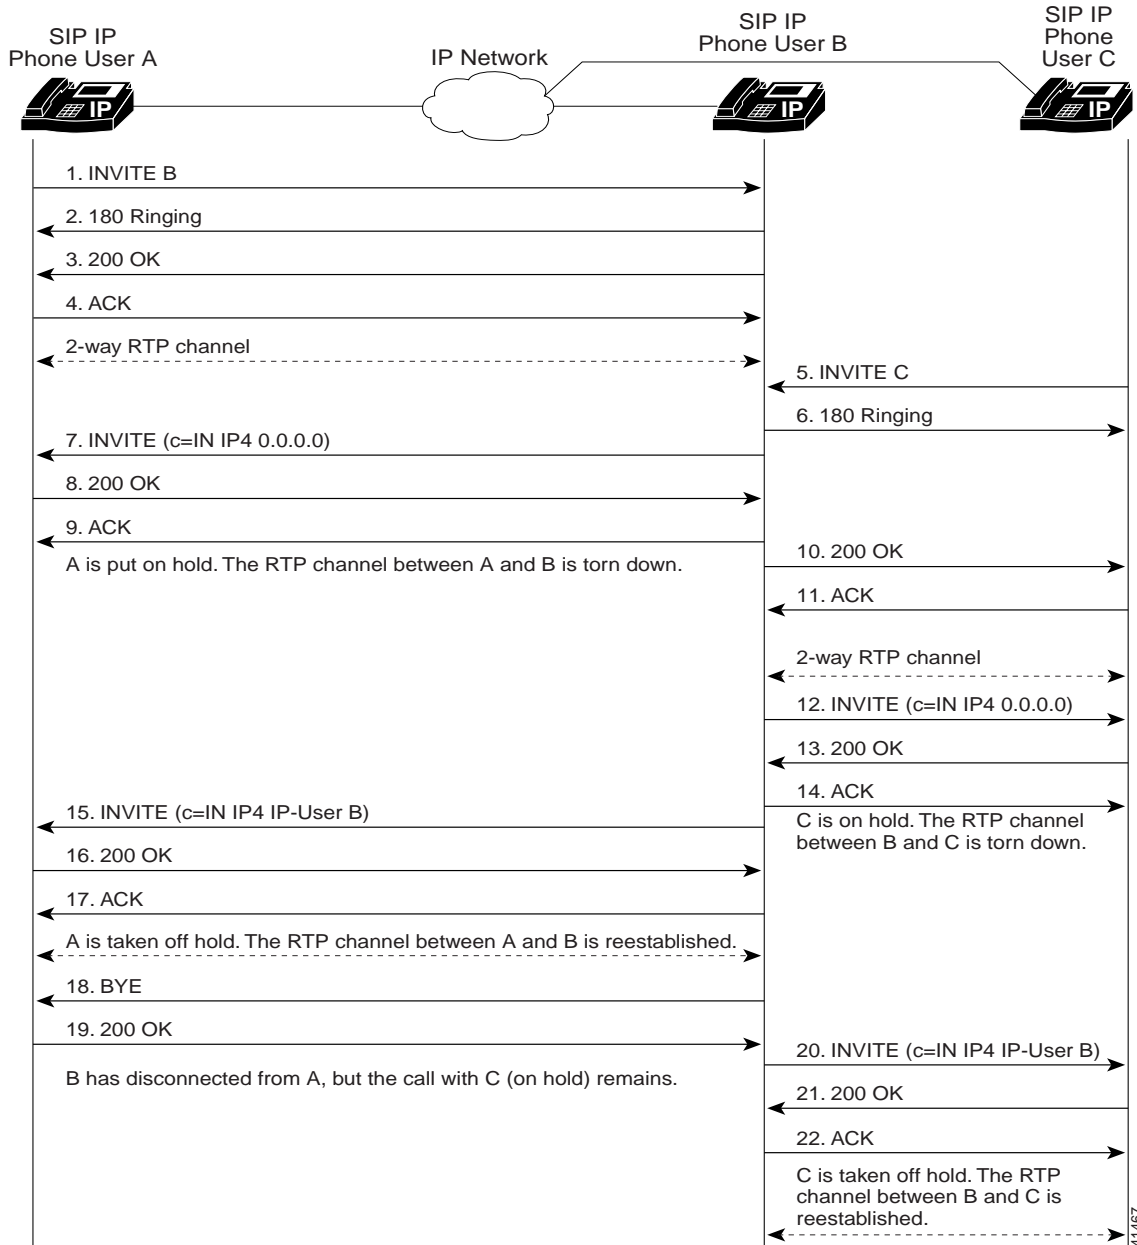 SIP IP
Phone User A
IP Network
SIP IP
Phone User B
SIP IP
Phone
User C
IP
IP
IP
1. INVITE B
2. 180 Ringing
3. 200 OK
4. ACK
2-way RTP channel
5. INVITE C
6. 180 Ringing
7. INVITE (c=IN IP4 0.0.0.0)
8. 200 OK
9. ACK
A is put on hold. The RTP channel between A and B is torn down.
10. 200 OK
11. ACK
2-way RTP channel
12. INVITE (c=IN IP4 0.0.0.0)
13. 200 OK
14. ACK
C is on hold. The RTP channel
between B and C is torn down.
15. INVITE (c=IN IP4 IP-User B)
16. 200 OK
17. ACK
A is taken off hold. The RTP channel between A and B is reestablished.
18. BYE
19. 200 OK
B has disconnected from A, but the call with C (on hold) remains.
20. INVITE (c=IN IP4 IP-User B)
21. 200 OK
22. ACK
C is taken off hold. The RTP
channel between B and C is
reestablished.
41467